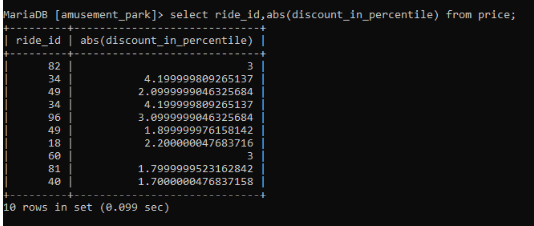 MariaDB [amusement_park]> select ride_id,abs(discount_in_percentile) from price;
+---------+-----------------------------+
| ride_id | abs(discount_in_percentile) |
+---------+-----------------------------+
|      82 |                           3 |
|      34 |           4.199999809265137 |
|      49 |          2.0999999046325684 |
|      34 |           4.199999809265137 |
|      96 |          3.0999999046325684 |
|      49 |           1.899999976158142 |
|      18 |           2.200000047683716 |
|      60 |                           3 |
|      81 |          1.7999999523162842 |
|      40 |          1.7000000476837158 |
+---------+-----------------------------+
10 rows in set (0.099 sec)